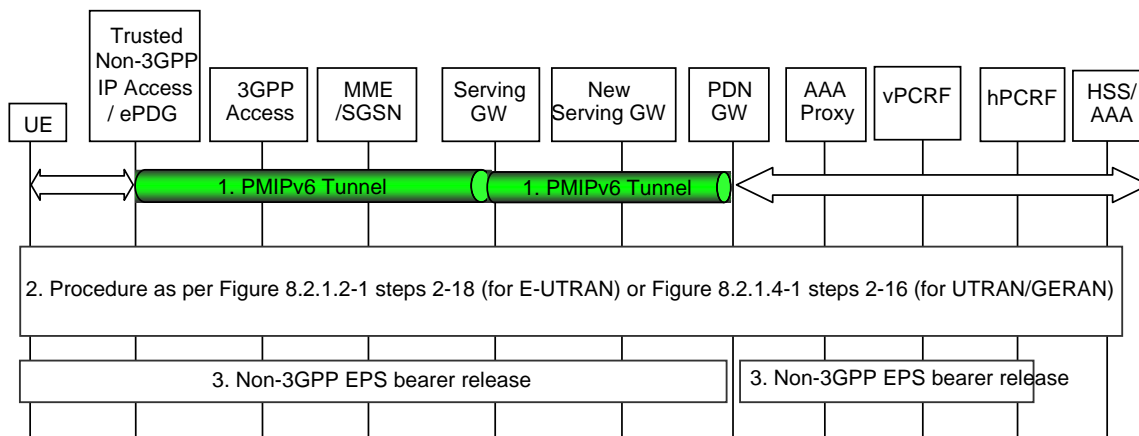 UE
Trusted
Non-3GPP
IP Access
/ ePDG
3GPP
Access
MME
/SGSN
Serving
GW
New
Serving GW
PDN
GW
AAA
Proxy
vPCRF
hPCRF
HSS/
AAA
1. PMIPv6 Tunnel
1. PMIPv6 Tunnel
2. Procedure as per Figure 8.2.1.2-1 steps 2-18 (for E-UTRAN) or Figure 8.2.1.4-1 steps 2-16 (for UTRAN/GERAN)
3. Non-3GPP EPS bearer release
3. Non-3GPP EPS bearer release